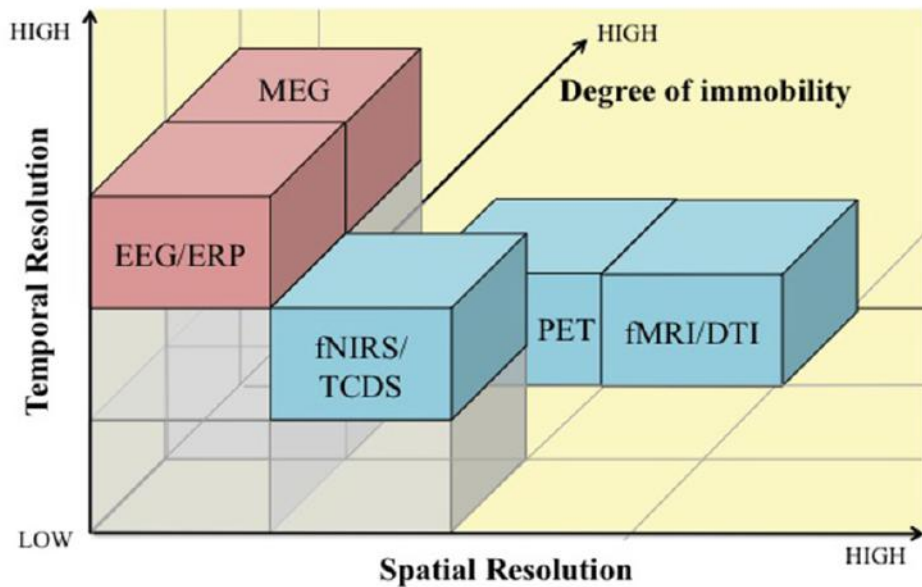 HIGH
HIGH
MEG
Degree of immobility
Temporal Resolution
EEG/ERP
fNIRS/
TCDS
PET
fMRI/DTI
LOW
Spatial Resolution
HIGH